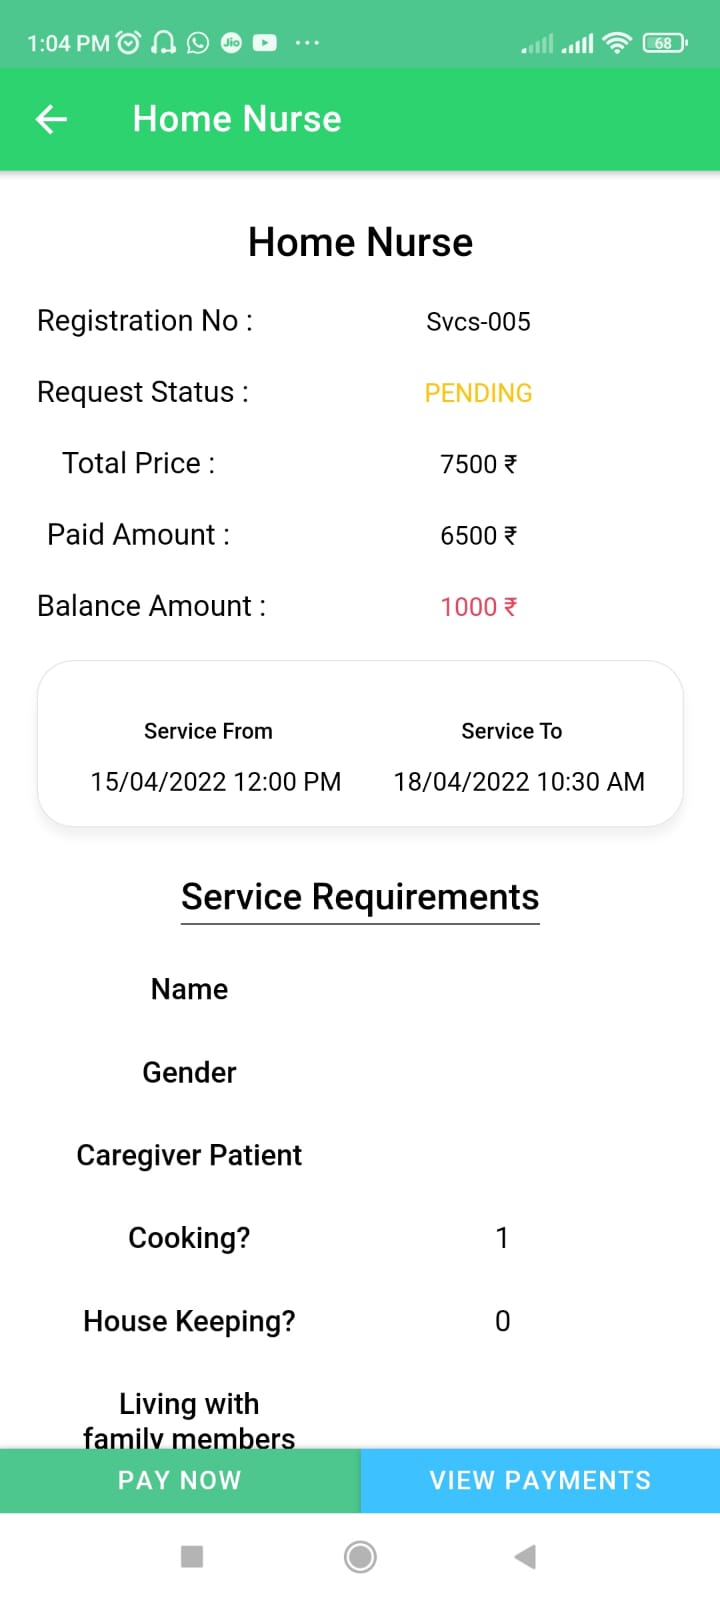 1:04 PM Jio ... 68
Home Nurse
Home Nurse
Registration No : Svcs-005
Request Status : PENDING
Total Price : 7500 ₹
Paid Amount : 6500 ₹
Balance Amount : 1000 ₹
Service From Service To
15/04/2022 12:00 PM 18/04/2022 10:30 AM
Service Requirements
Name
Gender
Caregiver Patient
Cooking? 1
House Keeping? 0
Living with
family members
PAY NOW VIEW PAYMENTS